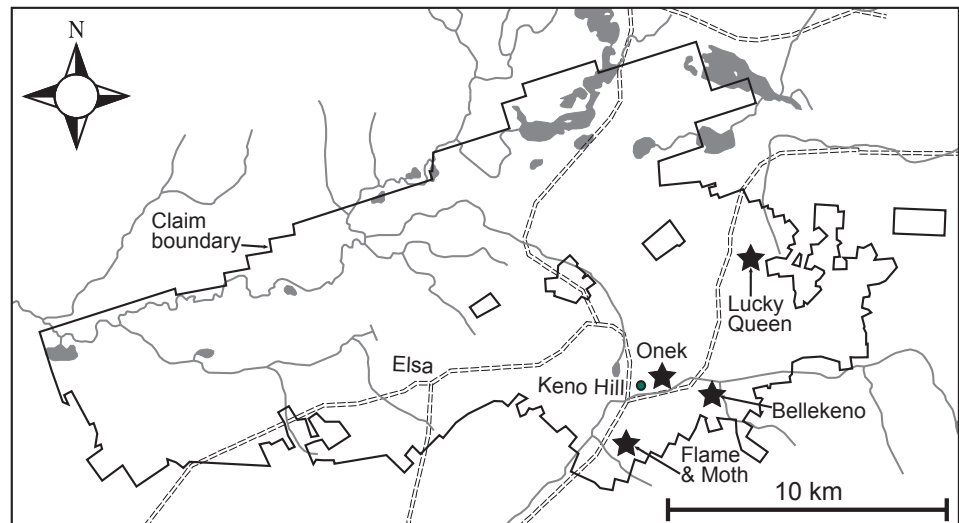 N
Claim
boundary
Lucky
Queen
Onek
Elsa
Keno Hill
Bellekeno
Flame
& Moth
10 km